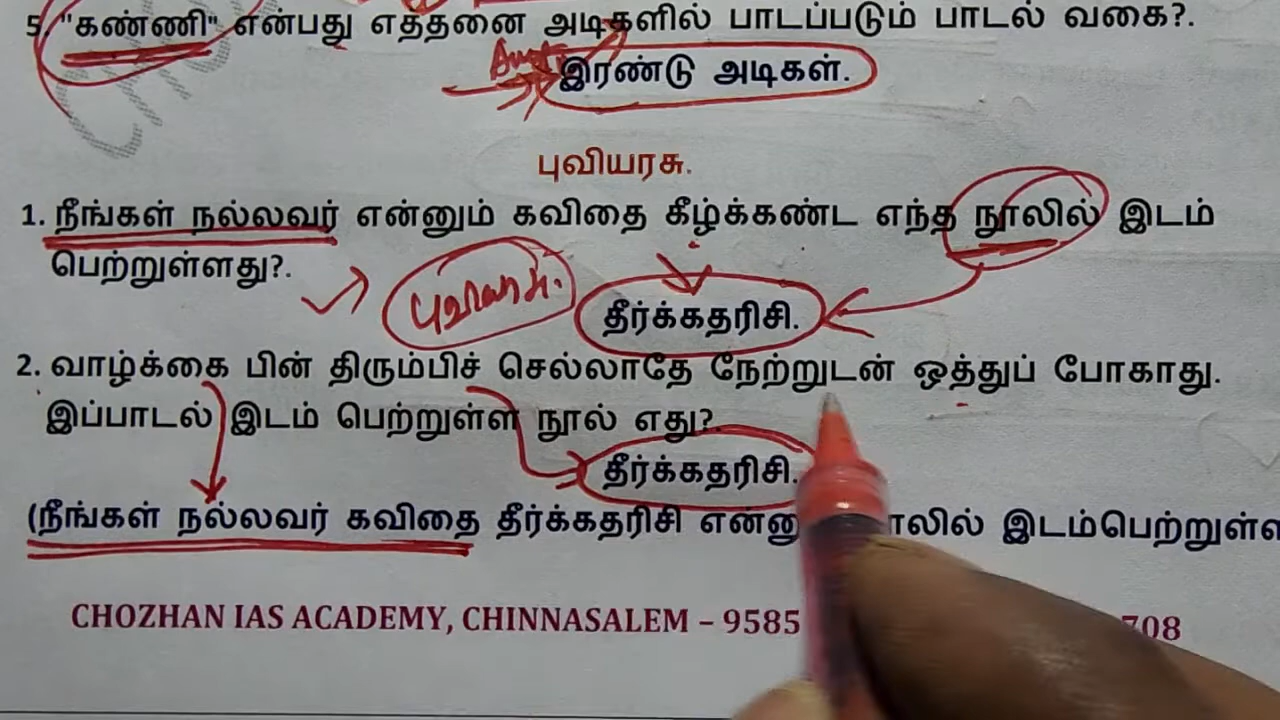 5. "கண்ணி" என்பது எத்தனை அடிகளில் பாடப்படும் பாடல் வகை?.
இரண்டு அடிகள்.
புவியரசு.
1. நீங்கள் நல்லவர் என்னும் கவிதை கீழ்க்கண்ட எந்த நூலில் இடம்
பெற்றுள்ளது?.
புவியரசு.
தீர்க்கதரிசி.
2. வாழ்க்கை பின் திரும்பிச் செல்லாதே நேற்றுடன் ஒத்துப் போகாது.
இப்பாடல் இடம் பெற்றுள்ள நூல் எது?.
தீர்க்கதரிசி.
(நீங்கள் நல்லவர் கவிதை தீர்க்கதரிசி
CHOZHAN IAS ACADEMY, CHINNASALEM – 9585 708